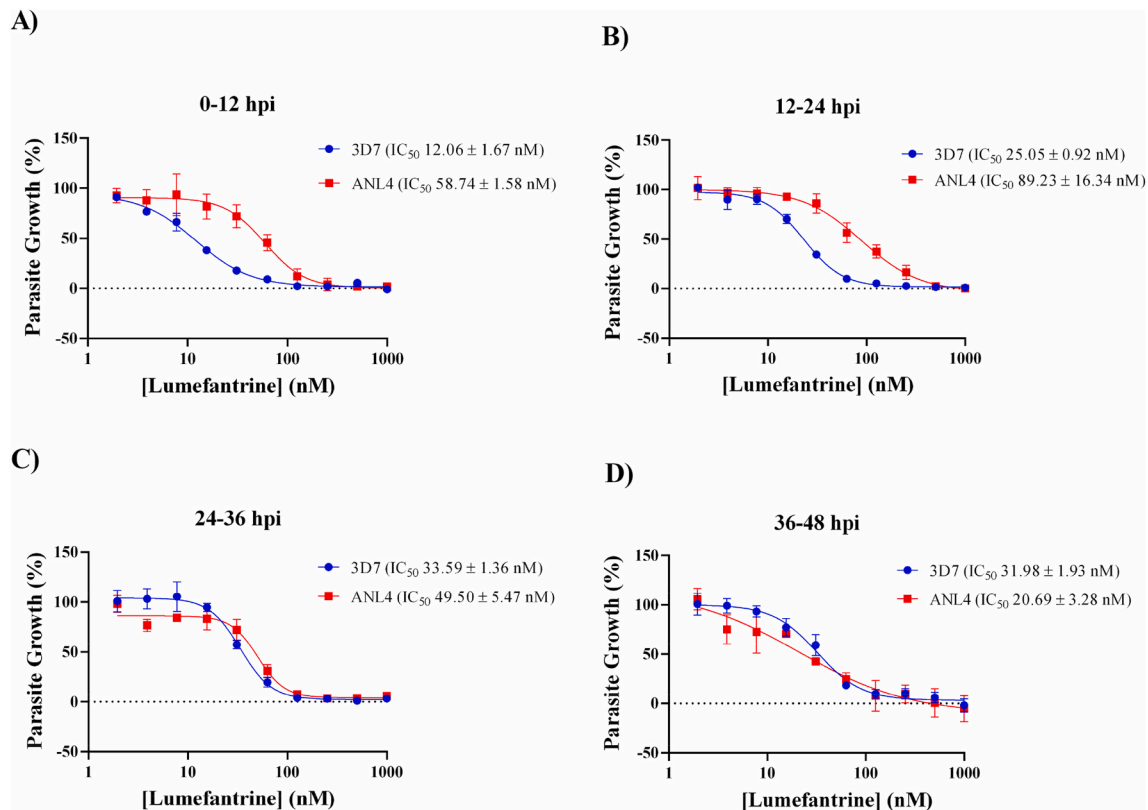 A)
0-12 hpi
3D7 (IC50 12.06 ± 1.67 nM)
ANL4 (IC50 58.74 ± 1.58 nM)
Parasite Growth (%)
150
100
50
0
-50
1
10
100
1000
[Lumefantrine] (nM)
B)
12-24 hpi
3D7 (IC50 25.05 ± 0.92 nM)
ANL4 (IC50 89.23 ± 16.34 nM)
Parasite Growth (%)
150
100
50
0
-50
1
10
100
1000
[Lumefantrine] (nM)
C)
24-36 hpi
3D7 (IC50 33.59 ± 1.36 nM)
ANL4 (IC50 49.50 ± 5.47 nM)
Parasite Growth (%)
150
100
50
0
-50
1
10
100
1000
[Lumefantrine] (nM)
D)
36-48 hpi
3D7 (IC50 31.98 ± 1.93 nM)
ANL4 (IC50 20.69 ± 3.28 nM)
Parasite Growth (%)
150
100
50
0
-50
1
10
100
1000
[Lumefantrine] (nM)